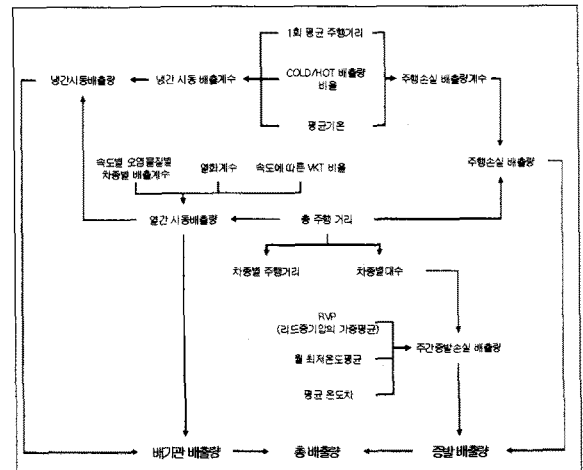 1회 평균 주행거리
냉간시동배출량
냉간 시동 배출계수
COLD/HOT 배출량
비율
주행손실 배출량계수
평균기온
속도별 오염물질별
차종별 배출계수
열화계수
속도에 따른 VKT 비율
주행손실 배출량
열간 시동배출량
총 주행 거리
차종별 주행거리
차종별대수
RVP
(리드증기압의 가중평균)
주간증발손실 배출량
월 최저온도평균
평균 온도차
배기관 배출량
총 배출량
증발 배출량